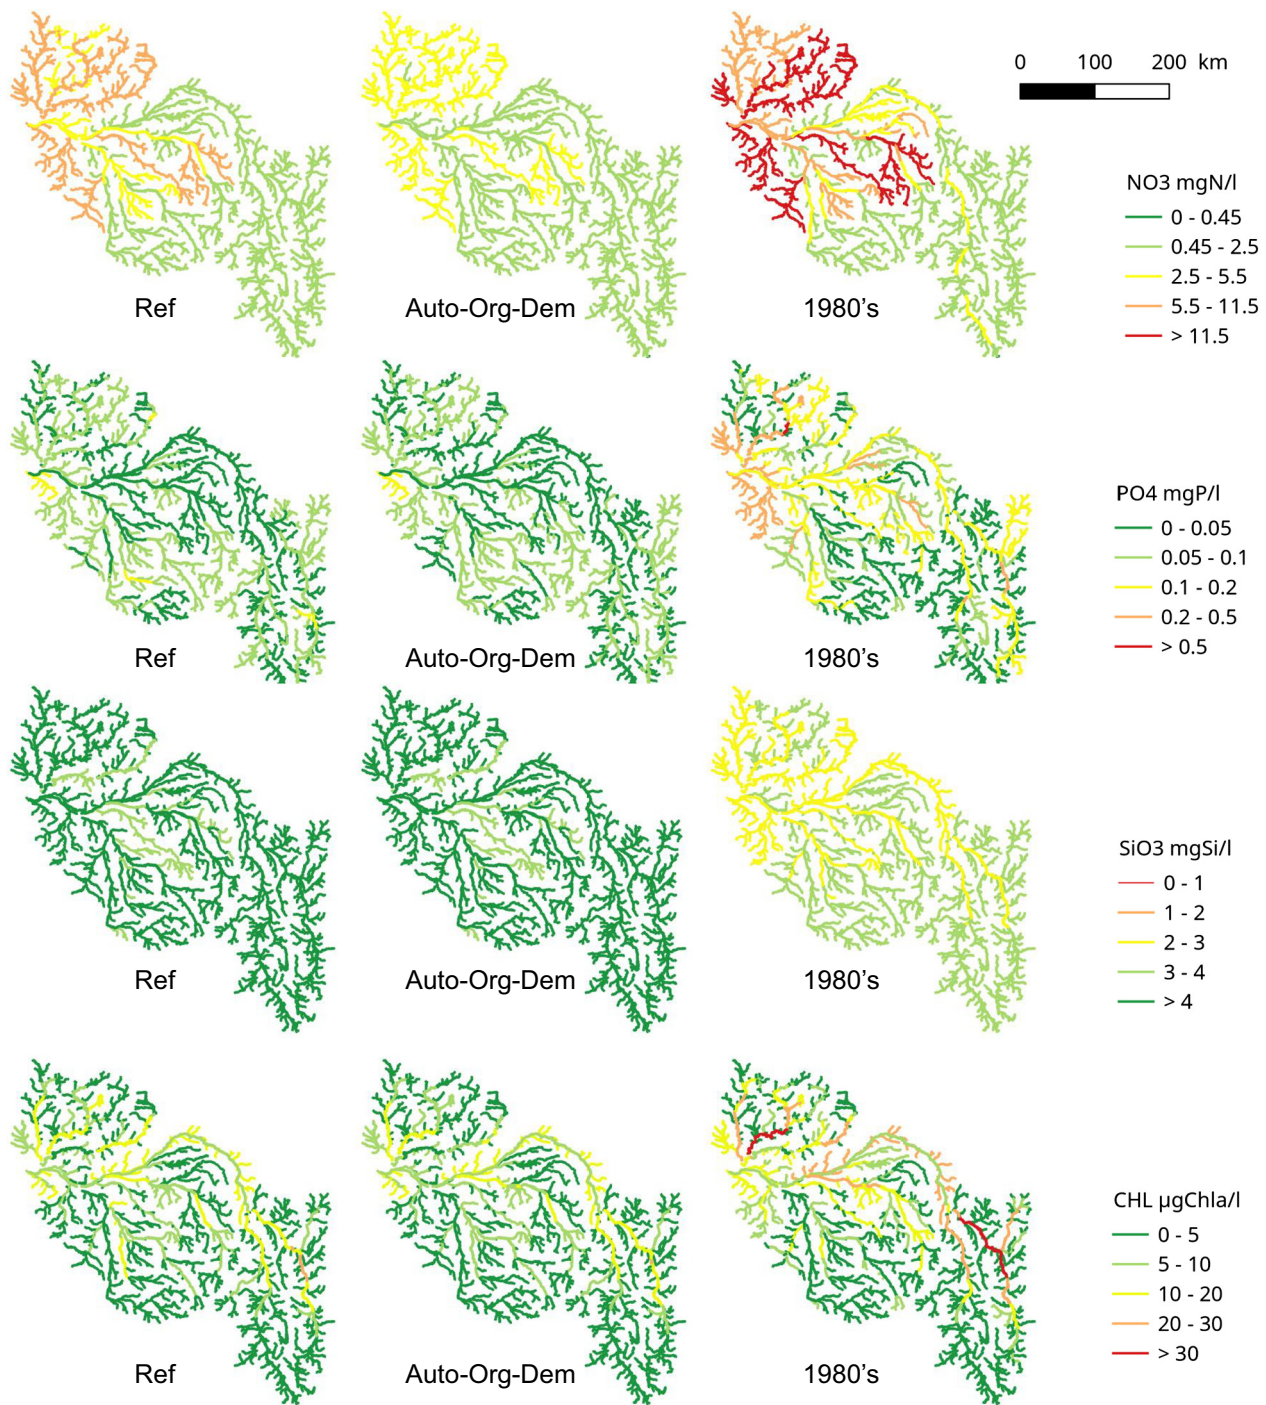 0 100 200 km
NO3 mgN/l
0 - 0.45
0.45 - 2.5
2.5 - 5.5
5.5 - 11.5
> 11.5
Ref Auto-Org-Dem 1980’s
PO4 mgP/l
0 - 0.05
0.05 - 0.1
0.1 - 0.2
0.2 - 0.5
> 0.5
Ref Auto-Org-Dem 1980’s
SiO3 mgSi/l
0 - 1
1 - 2
2 - 3
3 - 4
> 4
Ref Auto-Org-Dem 1980’s
CHL µgChla/l
0 - 5
5 - 10
10 - 20
20 - 30
> 30
Ref Auto-Org-Dem 1980’s